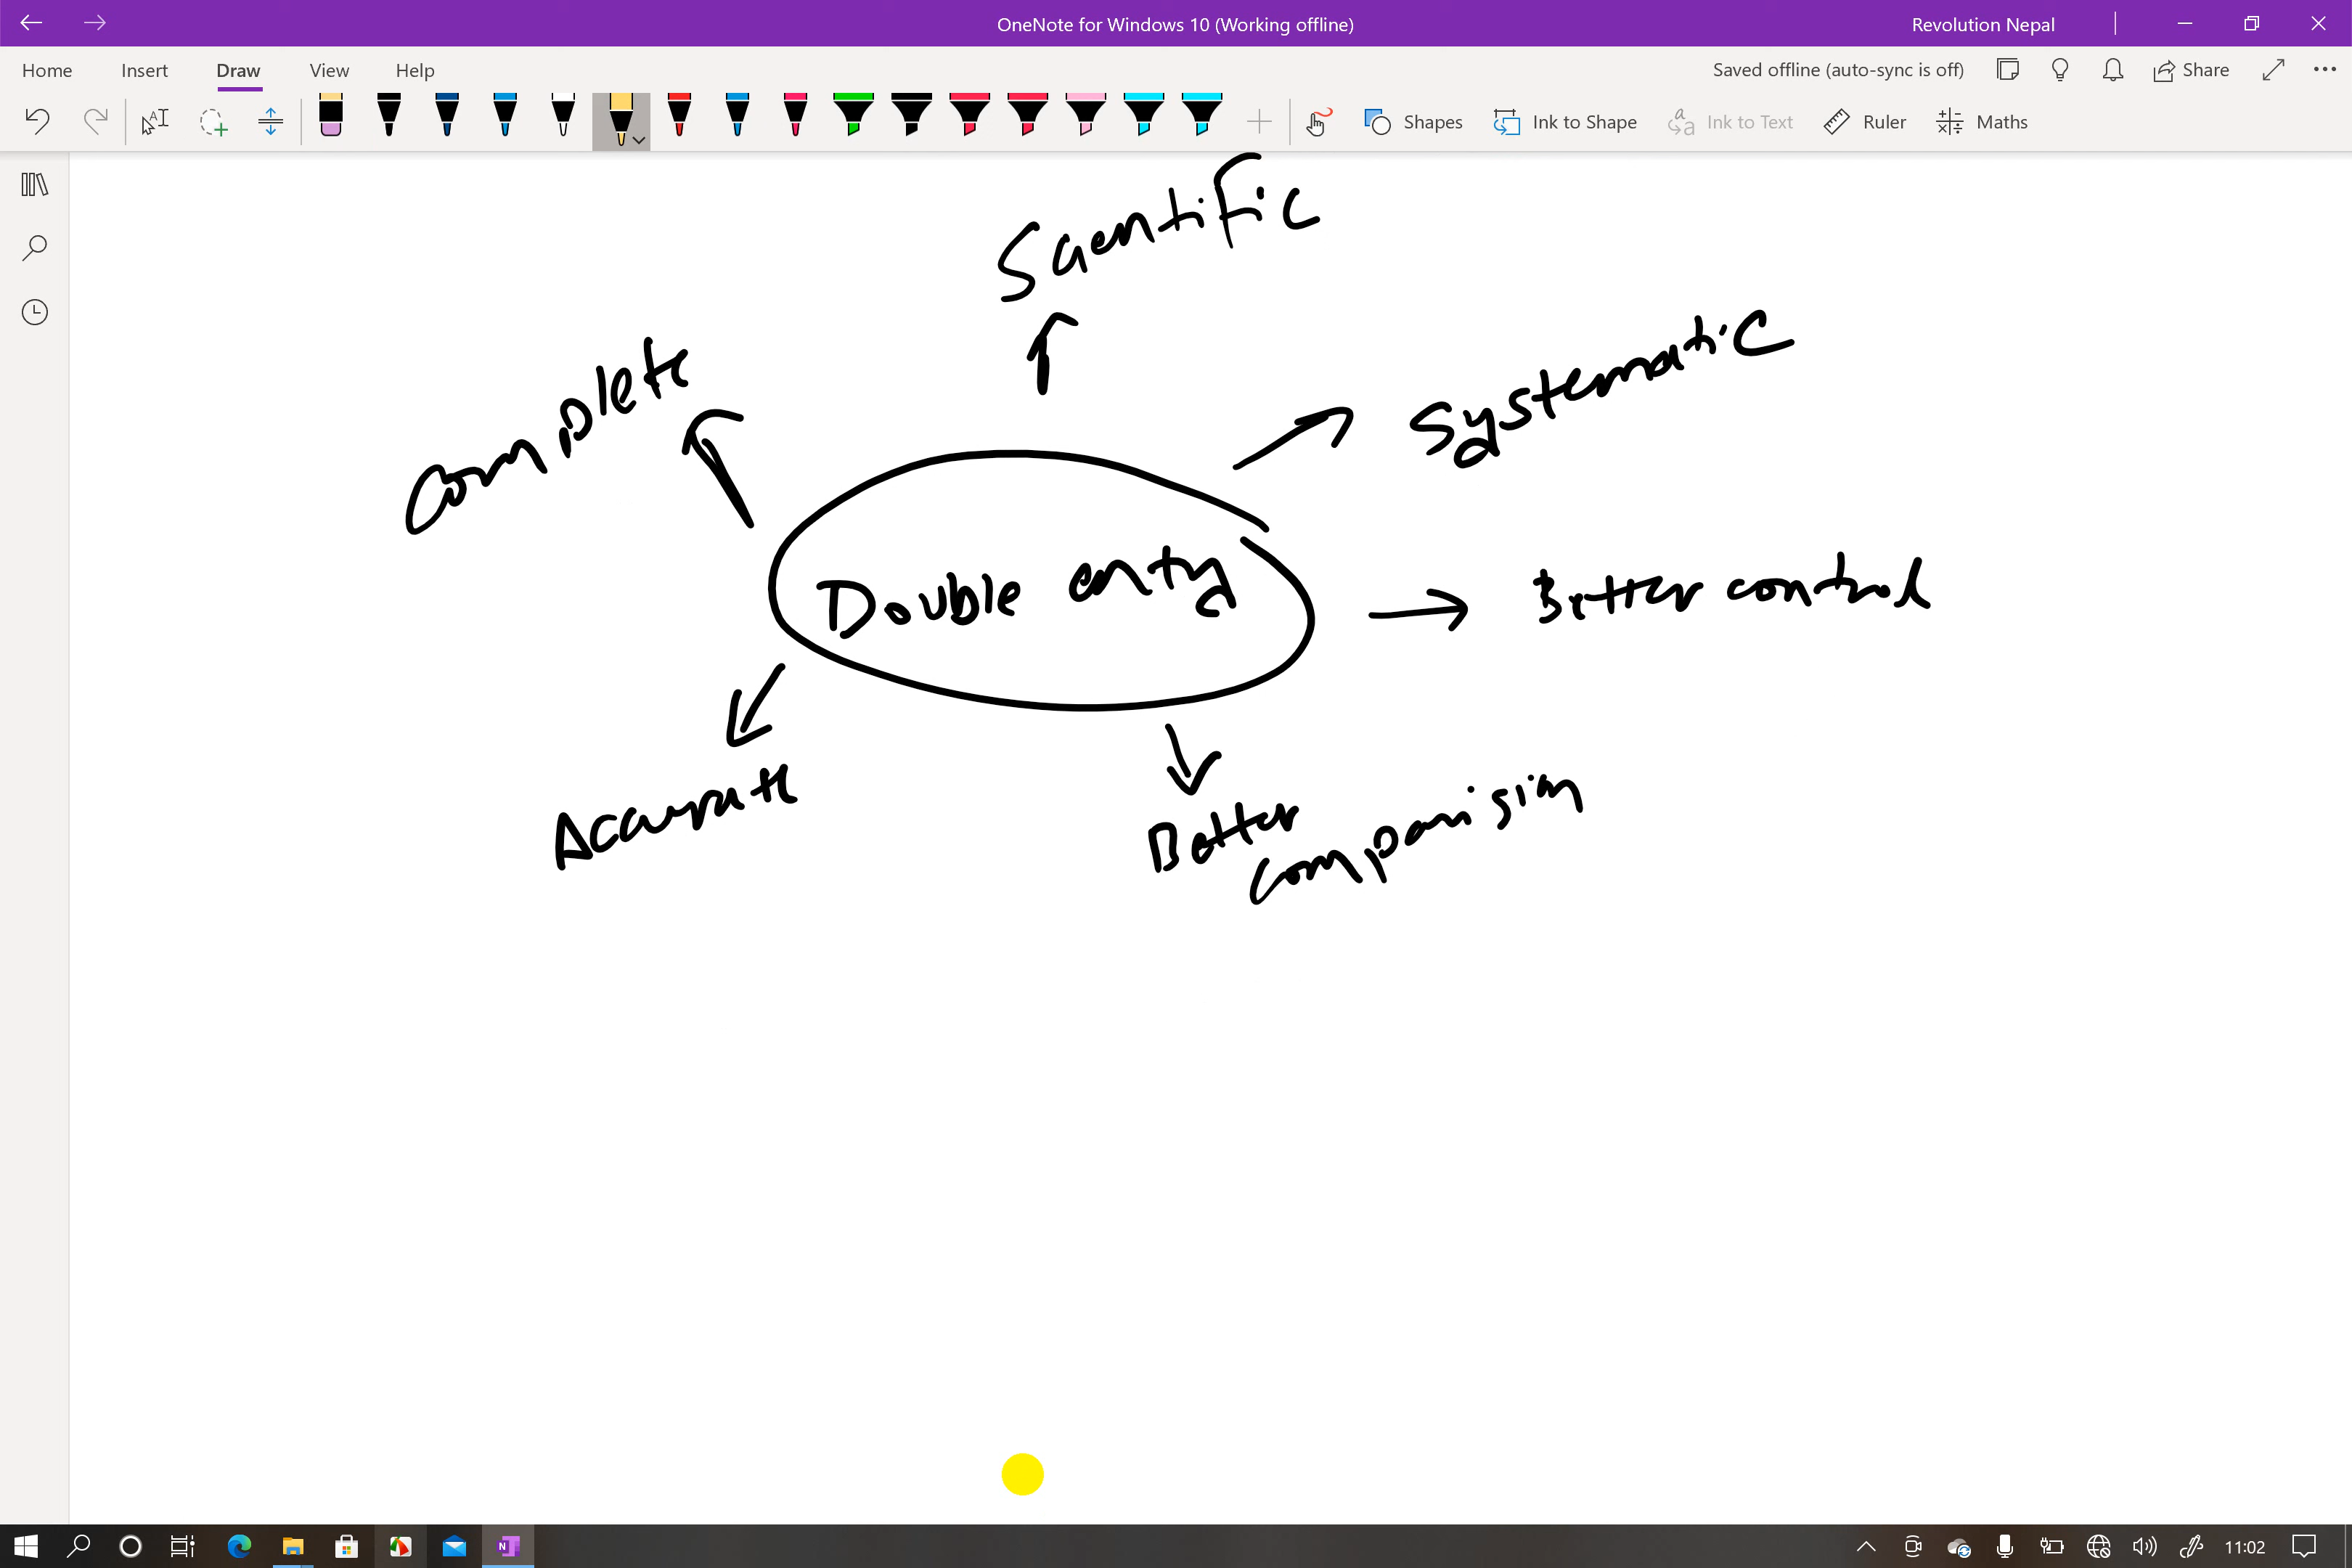 OneNote for Windows 10 (Working offline)
Revolution Nepal
Home Insert Draw View Help
Saved offline (auto-sync is off)
Share
Shapes
Ink to Shape
Ink to Text
Ruler
Maths
Scientific
Complete
Systematic
Double entry
Better control
Accurate
Better
comparision
11:02